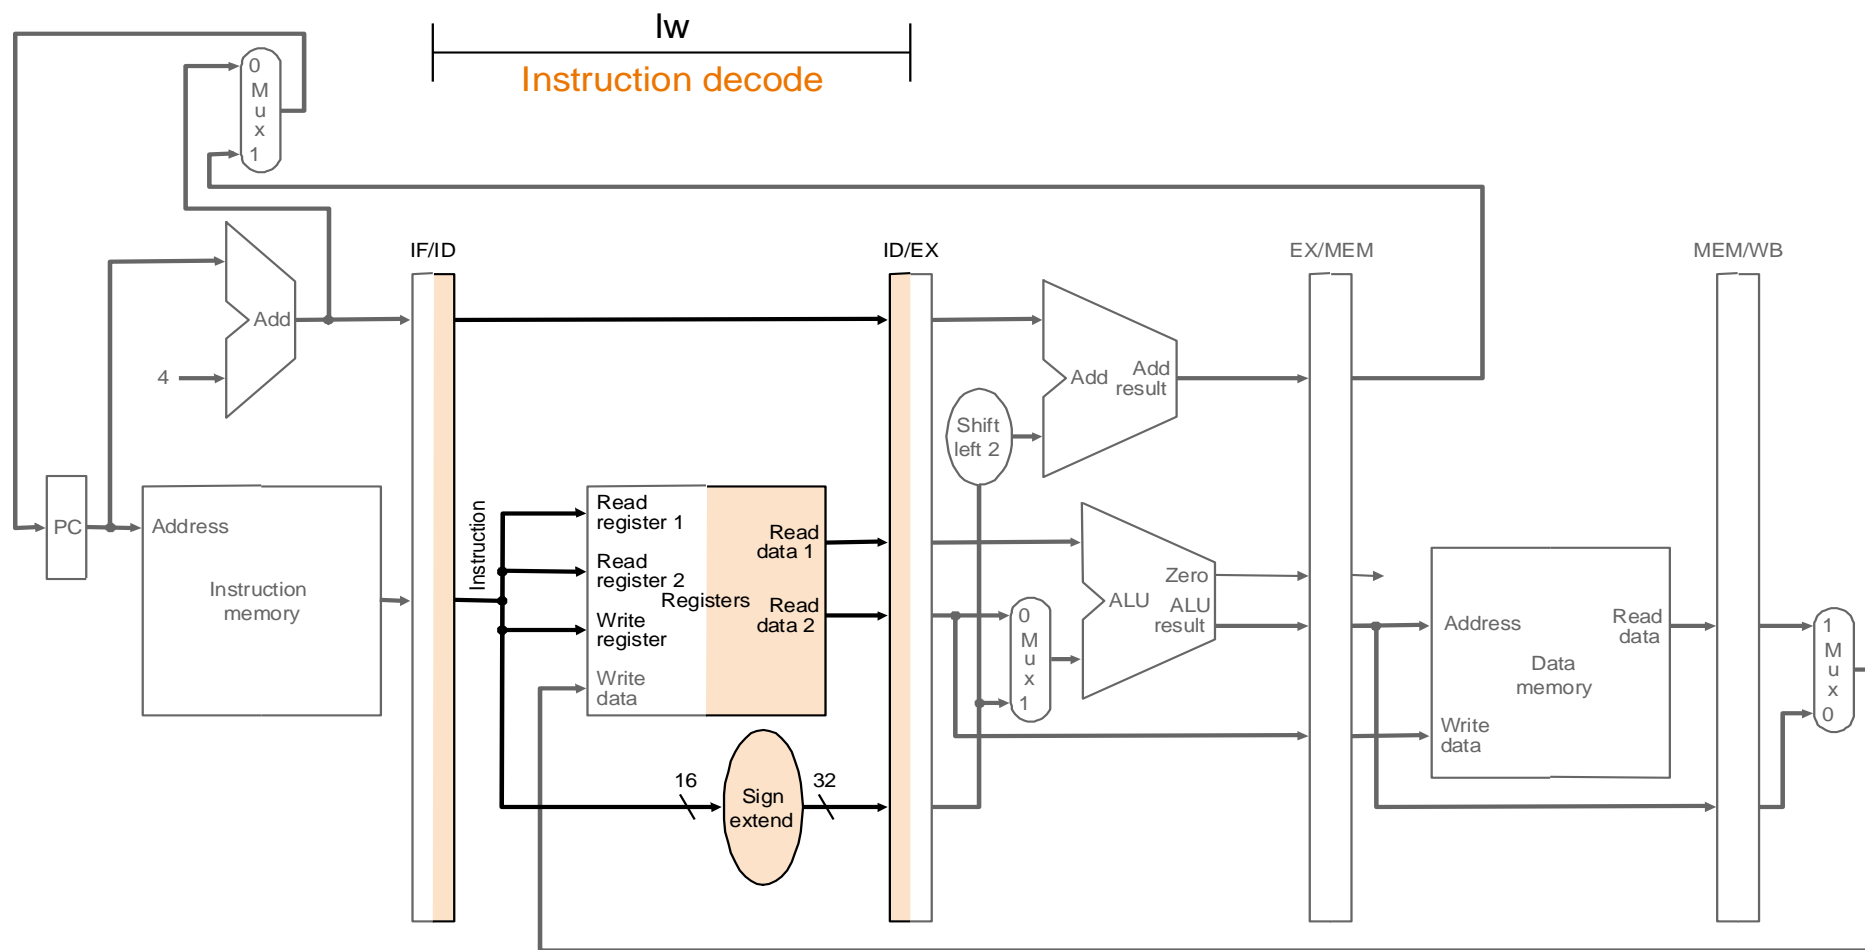 lw
Instruction decode
0
M
u
x
1
IF/ID
ID/EX
EX/MEM
MEM/WB
Add
4
Add
Add
result
Shift
left 2
PC
Address
Instruction
memory
Instruction
Read
register 1
Read
register 2
Registers
Write
register
Write
data
Read
data 1
Read
data 2
16
Sign
extend
32
0
M
u
x
1
Zero
ALU
ALU
result
Address
Read
data
Data
memory
Write
data
1
M
u
x
0